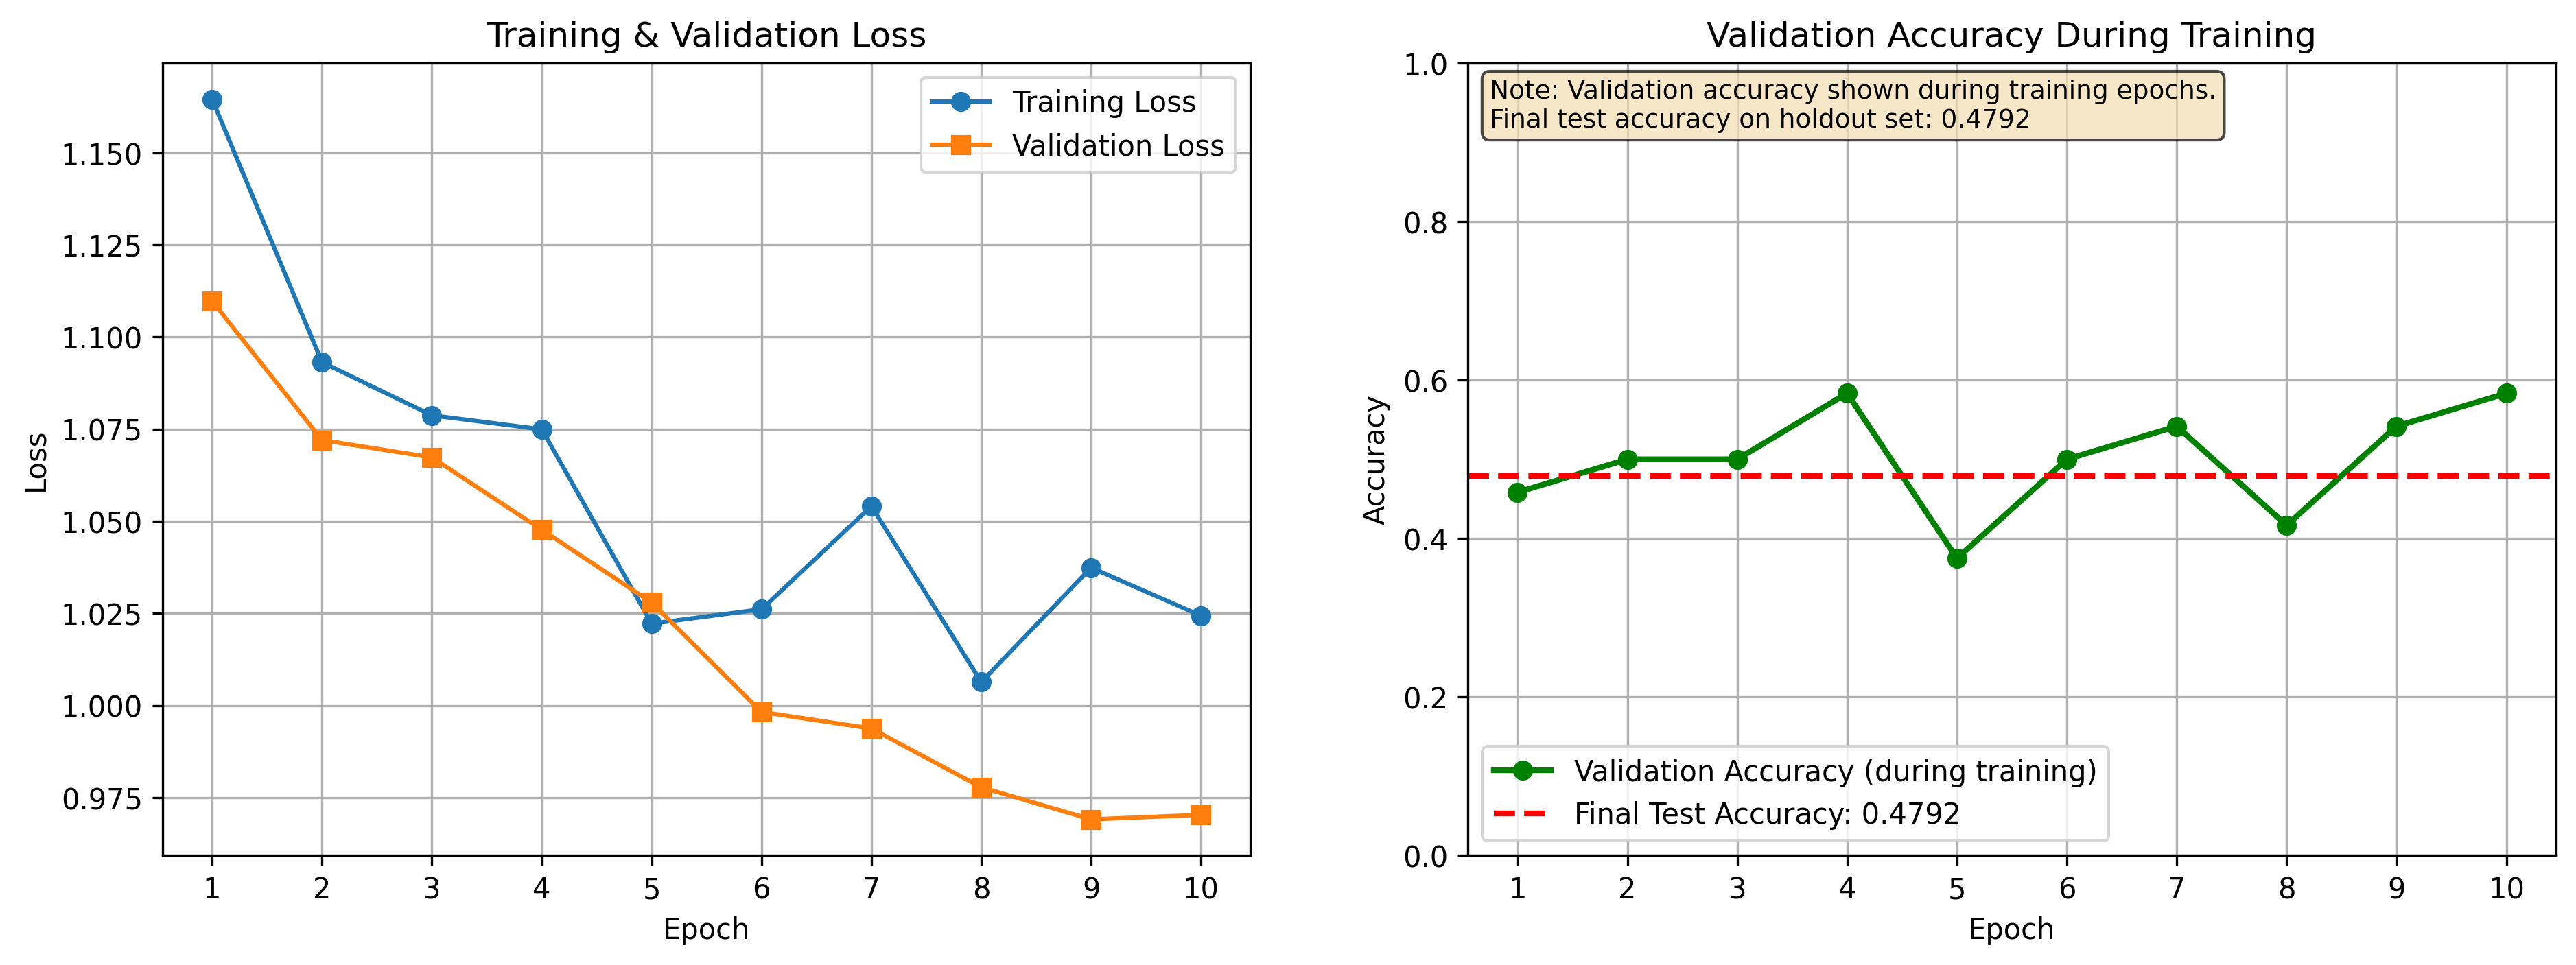 Training & Validation Loss
Training Loss
Validation Loss
1.150
1.125
1.100
1.075
1.050
1.025
1.000
0.975
Loss
1 2 3 4 5 6 7 8 9 10
Epoch
Validation Accuracy During Training
Note: Validation accuracy shown during training epochs.
Final test accuracy on holdout set: 0.4792
1.0
0.8
0.6
0.4
0.2
0.0
Accuracy
Validation Accuracy (during training)
Final Test Accuracy: 0.4792
1 2 3 4 5 6 7 8 9 10
Epoch